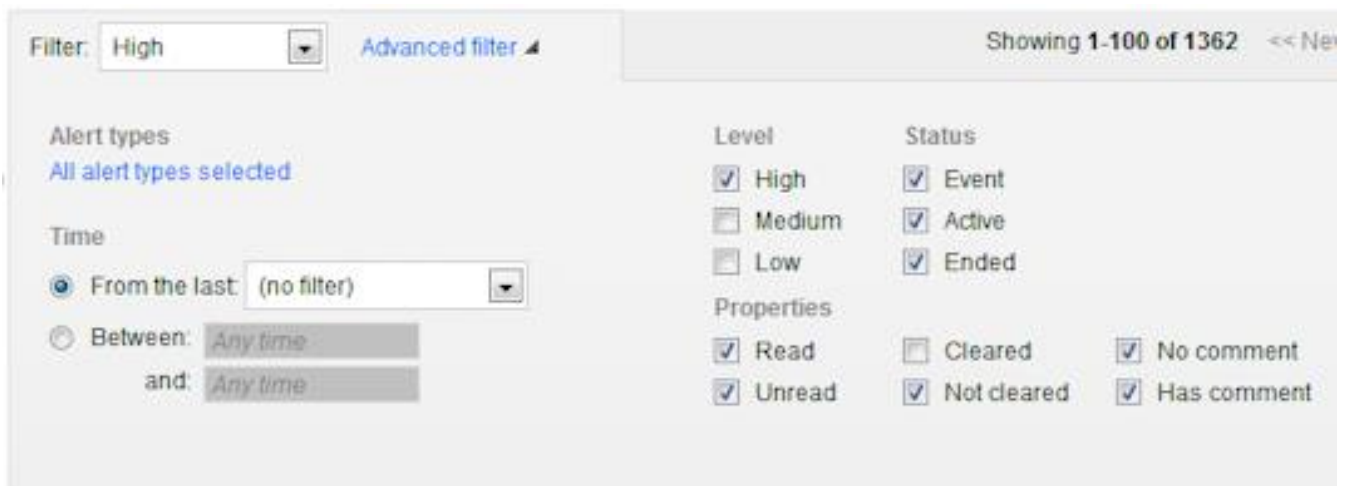 Filter: High Advanced filter Showing 1-100 of 1362 <<
Alert types
All alert types selected
Time
From the last: (no filter)
Between: Any time
and: Any time
Level Status
High Event
Medium Active
Low Ended
Properties
Read Cleared No comment
Unread Not cleared Has comment